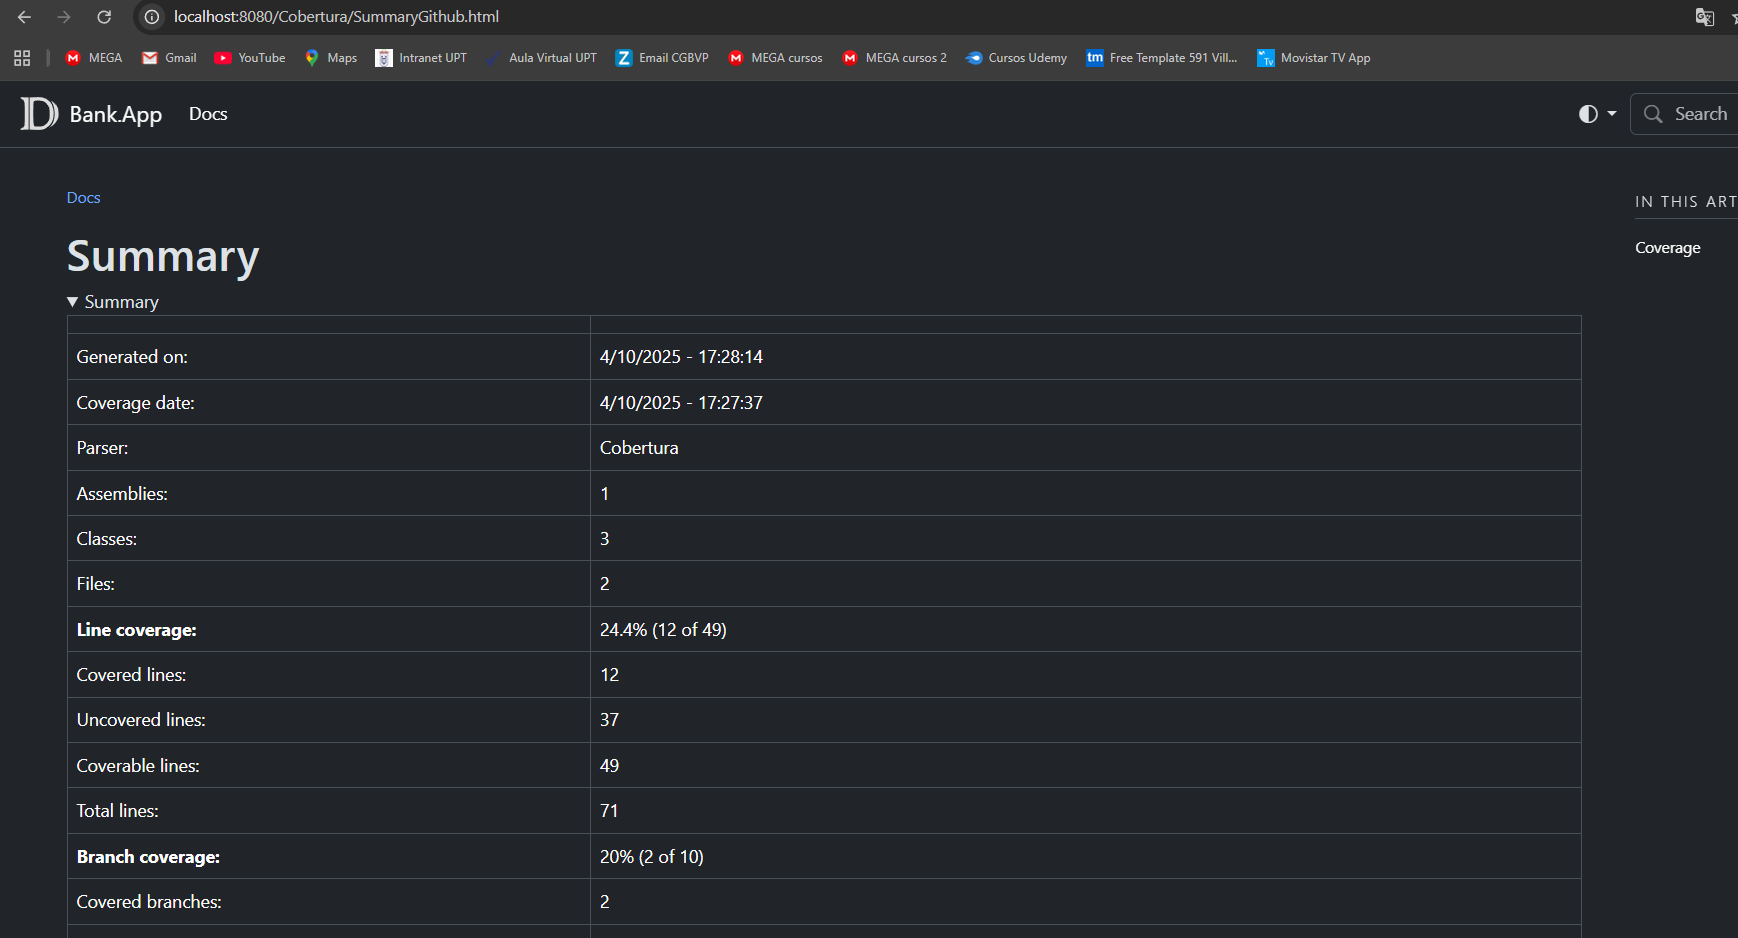 localhost:8080/Cobertura/SummaryGithub.html
MEGA Gmail YouTube Maps Intranet UPT Aula Virtual UPT Email CGBVP MEGA cursos MEGA cursos 2 Cursos Udemy tm Free Template 591 Vill... Tv Movistar TV App
Bank.App Docs Search
Docs
IN THIS ART
Coverage
Summary
Summary
Generated on: 4/10/2025 - 17:28:14
Coverage date: 4/10/2025 - 17:27:37
Parser: Cobertura
Assemblies: 1
Classes: 3
Files: 2
Line coverage: 24.4% (12 of 49)
Covered lines: 12
Uncovered lines: 37
Coverable lines: 49
Total lines: 71
Branch coverage: 20% (2 of 10)
Covered branches: 2